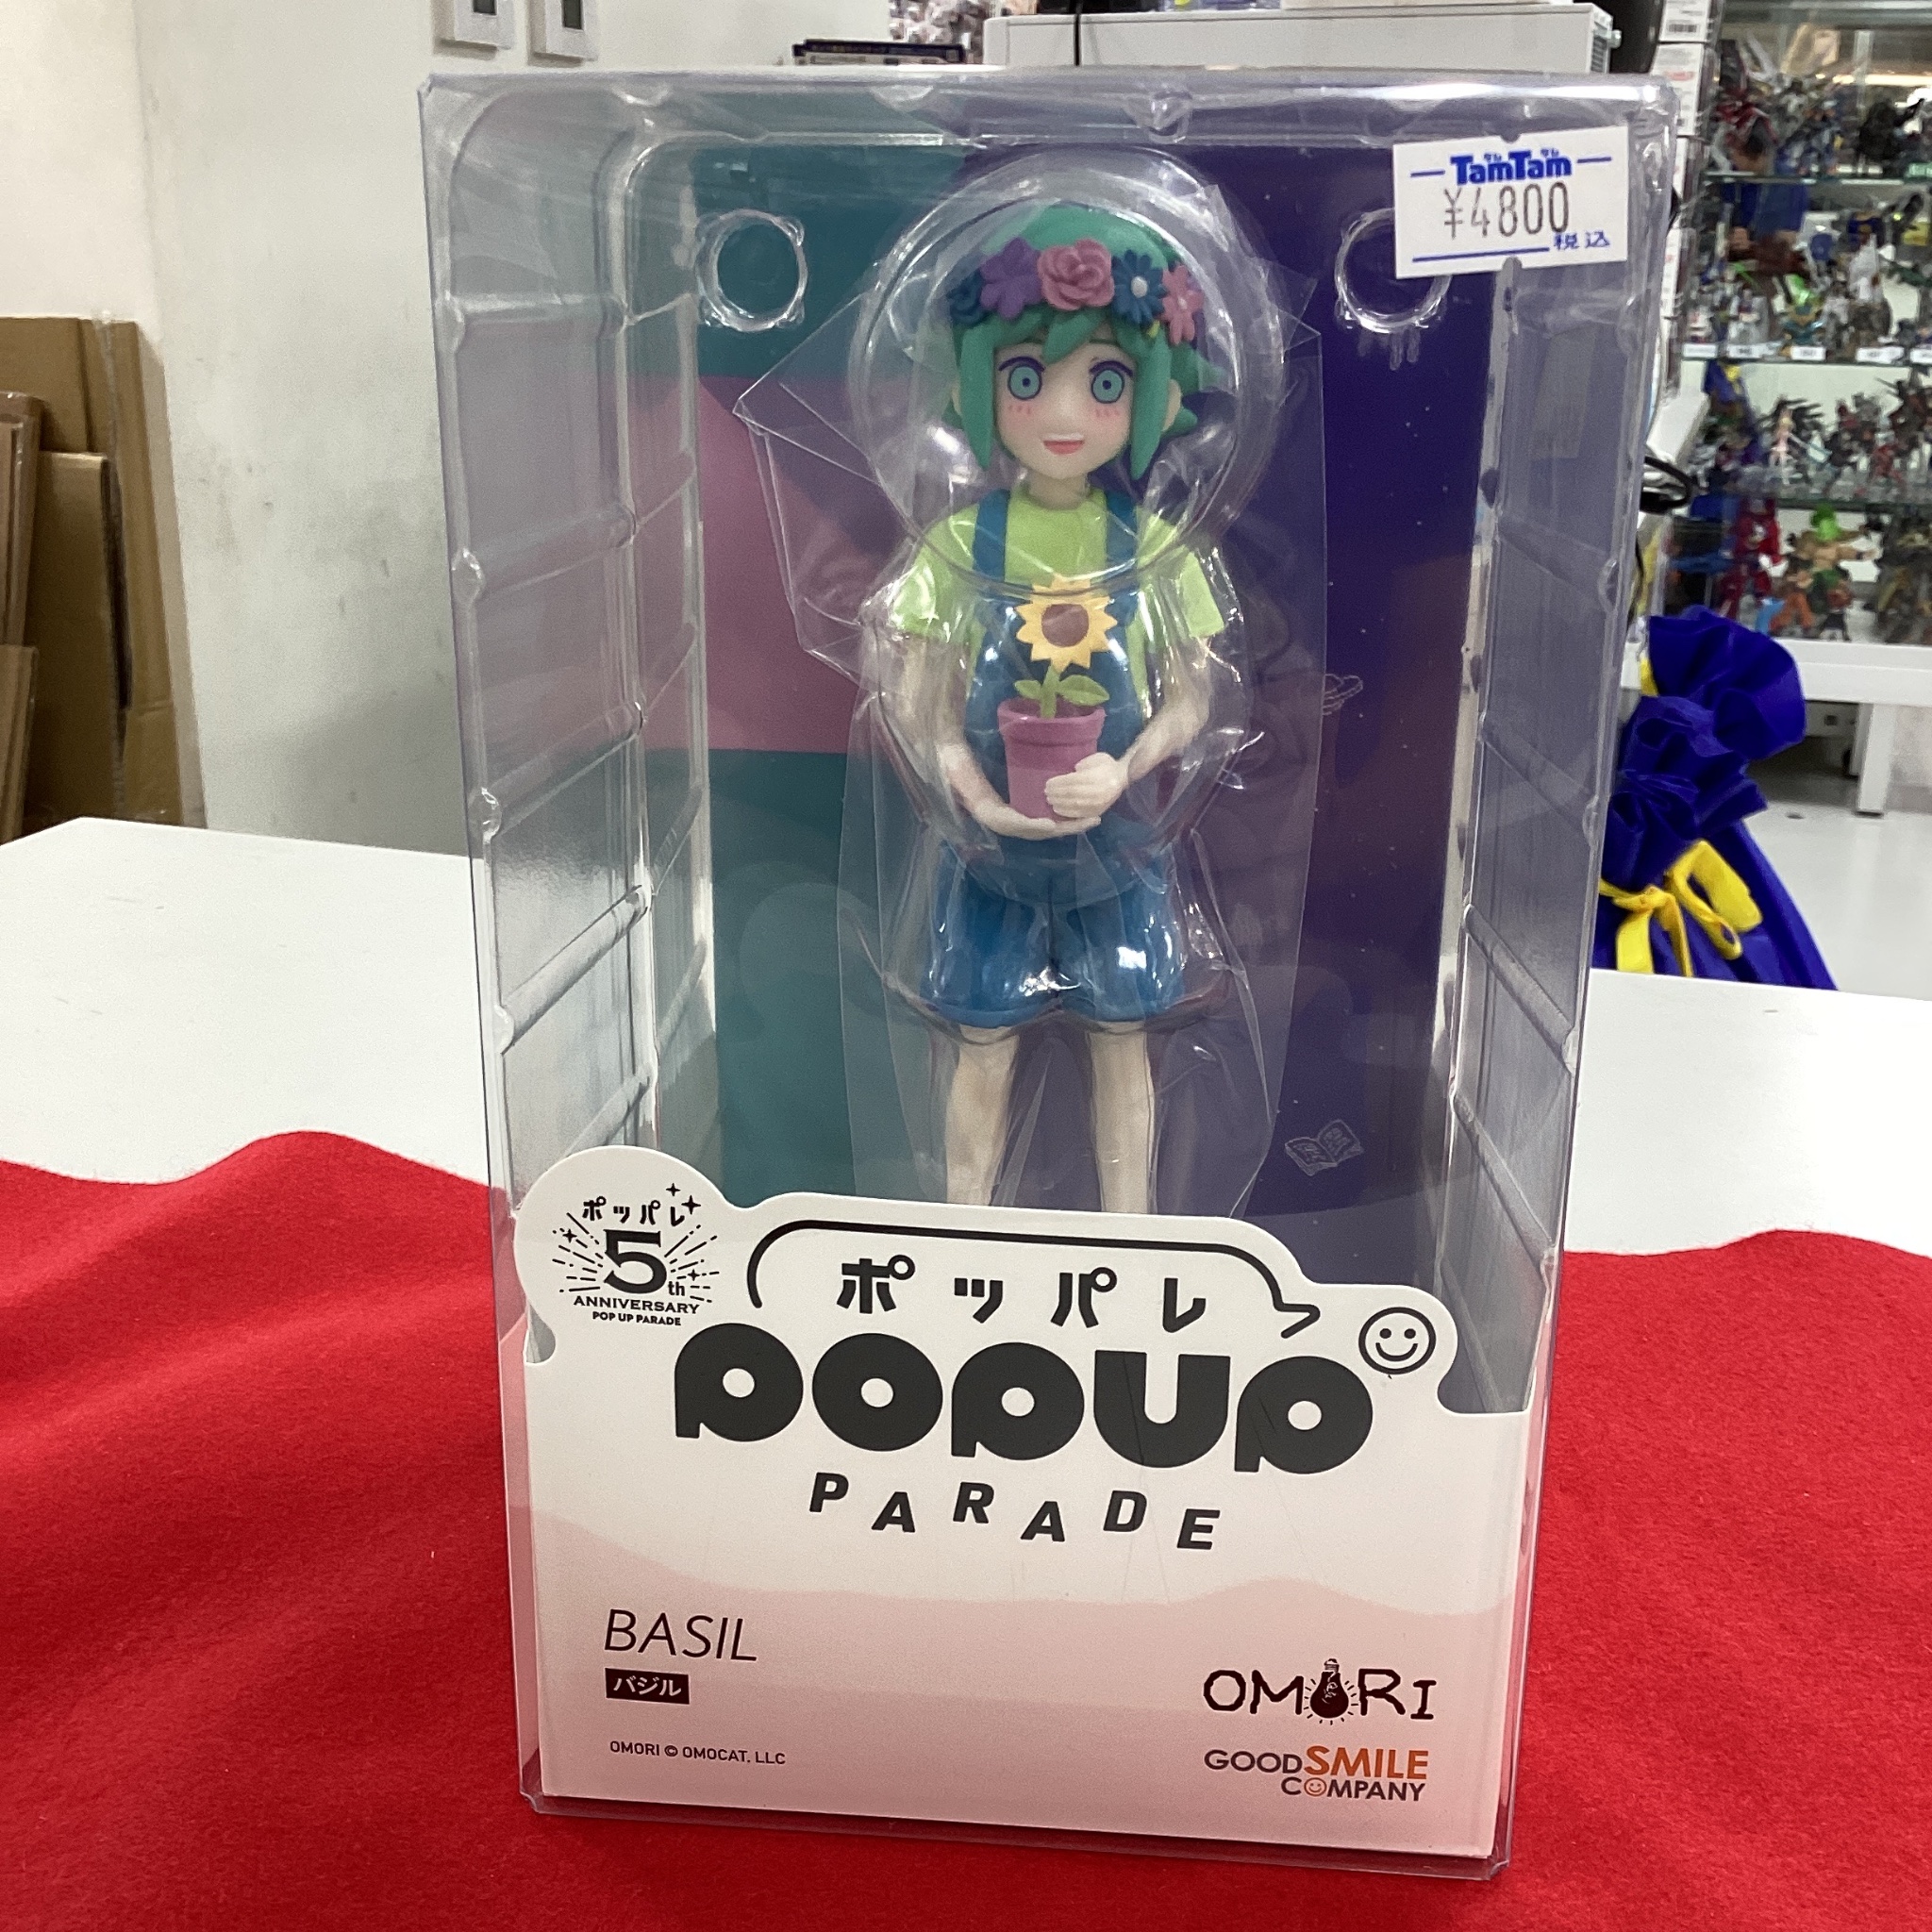 TamTam
¥4800
税込
ポッパレ
5th
ANNIVERSARY
POP UP PARADE
ポッパレ
POPUP
PARADE
BASIL
バジル
OMORI © OMOCAT, LLC
OMORI
GOOD SMILE
COMPANY